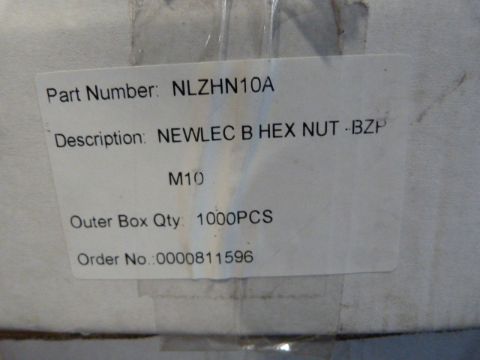 Part Number: NLZHN10A
Description: NEWLEC B HEX NUT -BZP
M10
Outer Box Qty: 1000PCS
Order No.:0000811596